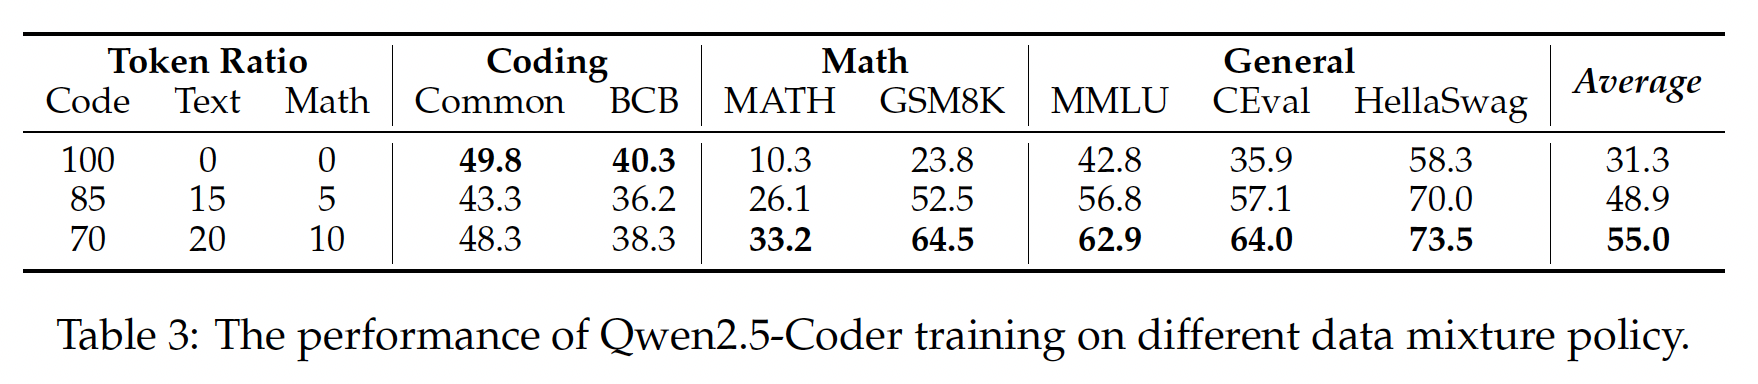 Token Ratio Coding Math General Average
Code Text Math Common BCB MATH GSM8K MMLU CEval HellaSwag
100 0 0 49.8 40.3 10.3 23.8 42.8 35.9 58.3 31.3
85 15 5 43.3 36.2 26.1 52.5 56.8 57.1 70.0 48.9
70 20 10 48.3 38.3 33.2 64.5 62.9 64.0 73.5 55.0
Table 3: The performance of Qwen2.5-Coder training on different data mixture policy.